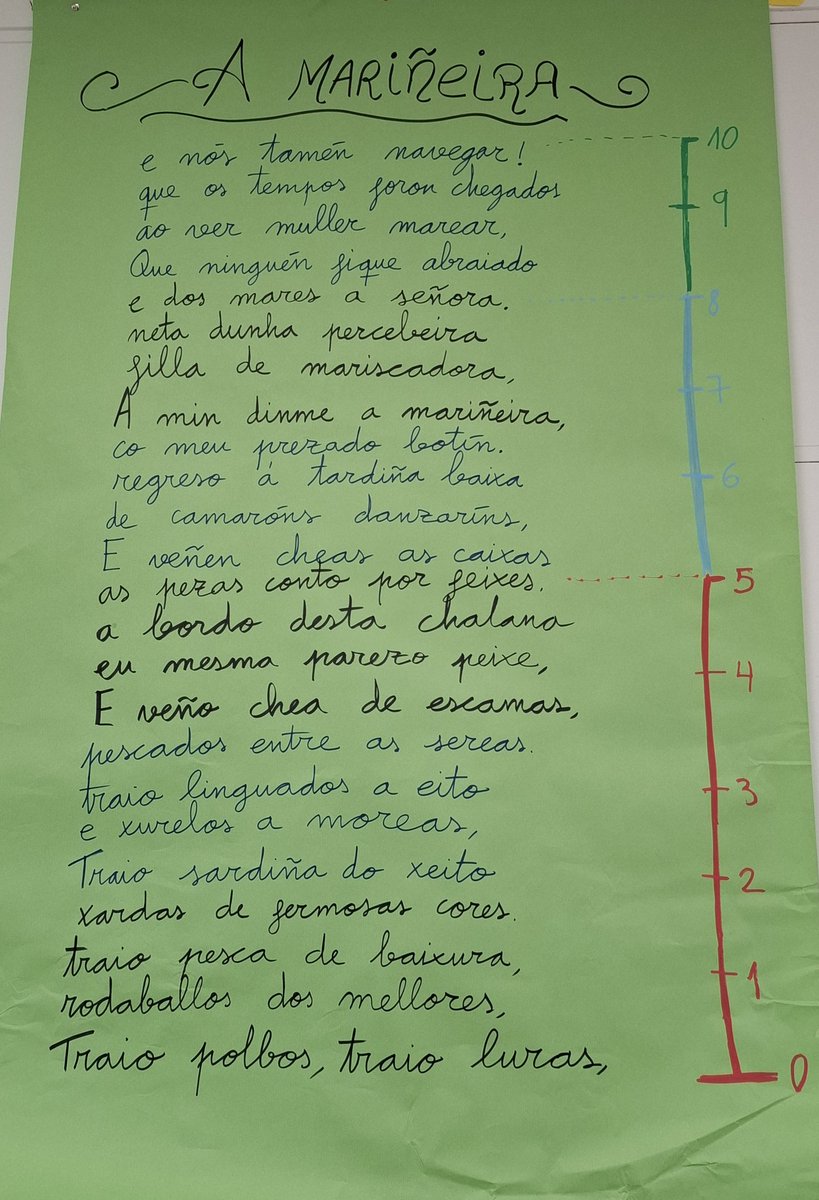 A MARIÑEIRA
e nós tamén navegar!
que os tempos foron chegados
ao ver muller marear,
Que ninguén fique abraiado
e dos mares a señora.
neta dunha percebeira
filla de mariscadora,
A min dinme a mariñeira,
co meu prezado botín.
regreso á tardiña baixa
de camaróns danzaríns,
E veñen cheas as caixas
as pezas conto por feixes.
a bordo desta chalana
eu mesma parezo peixe,
E veño chea de escamas,
pescados entre as sereas.
traio linguados a eito
e xurelos a moreas,
Traio sardiña do xeito
xardas de fermosas cores.
traio pesca de baixura,
rodaballos dos mellores,
Traio polbos, traio luras,
10
9
8
7
6
5
4
3
2
1
0